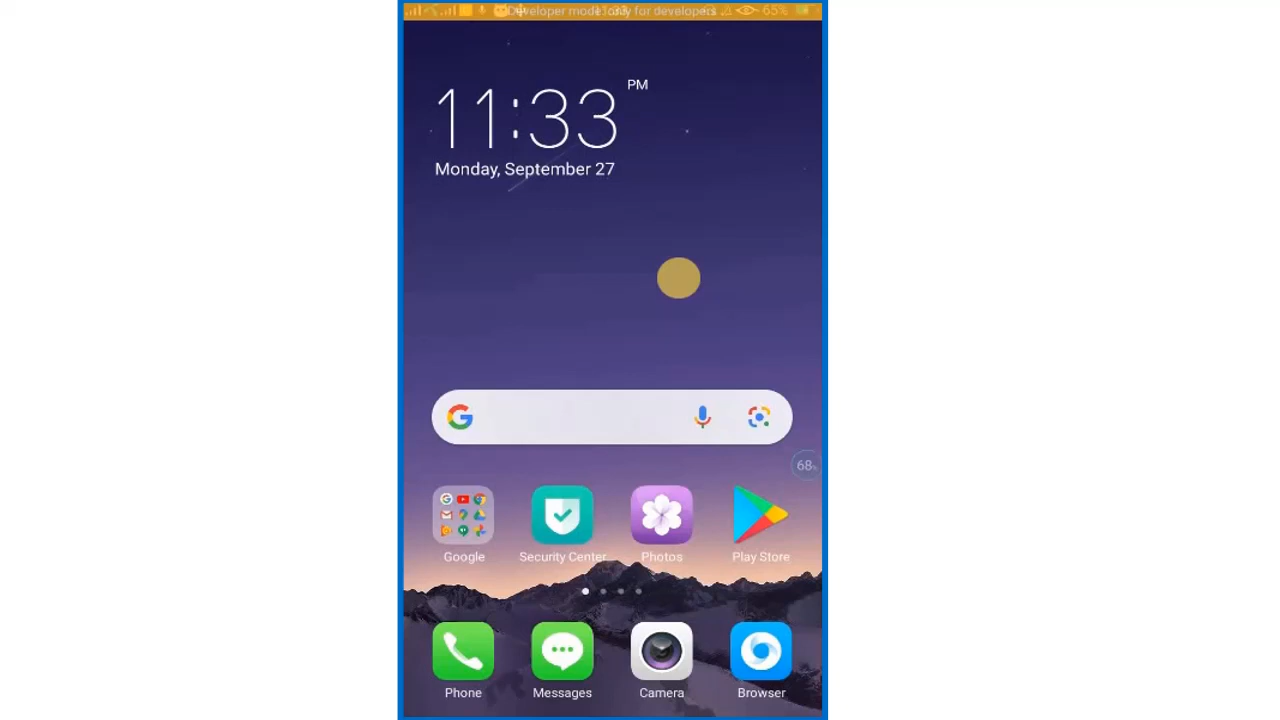 Developer mode :only for developers
65%
PM
11:33
Monday, September 27
68%
Google
Security Center
Photos
Play Store
Phone
Messages
Camera
Browser